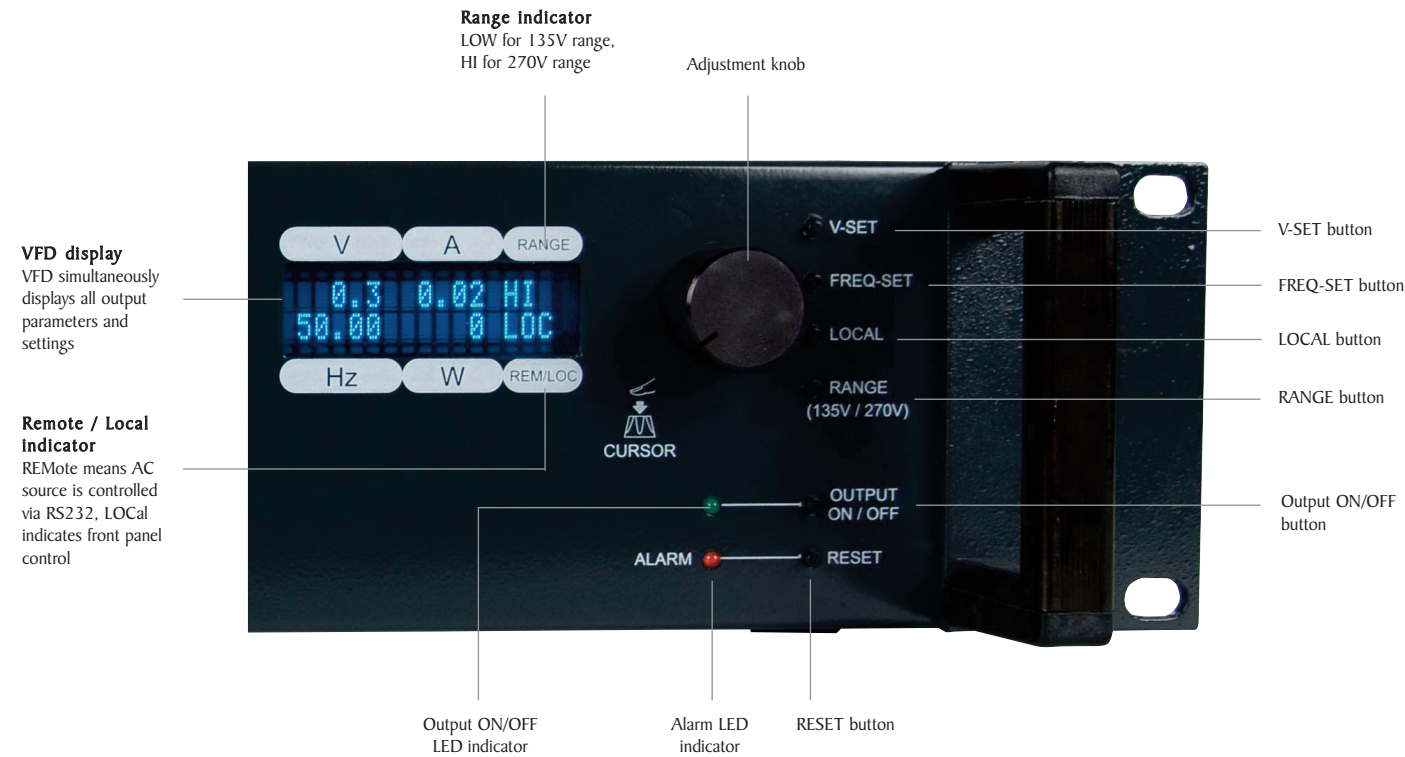 Range indicator
LOW for 135V range,
HI for 270V range
Adjustment knob
VFD display
VFD simultaneously
displays all output
parameters and
settings
Remote / Local
indicator
REMote means AC
source is controlled
via RS232, LOCal
indicates front panel
control
V A RANGE
0.3 0.02 HI
50.00 0 LOC
Hz W REM/LOC
CURSOR
V-SET
FREQ-SET
LOCAL
RANGE
(135V / 270V)
OUTPUT
ON / OFF
ALARM RESET
V-SET button
FREQ-SET button
LOCAL button
RANGE button
Output ON/OFF
button
Output ON/OFF
LED indicator
Alarm LED
indicator
RESET button